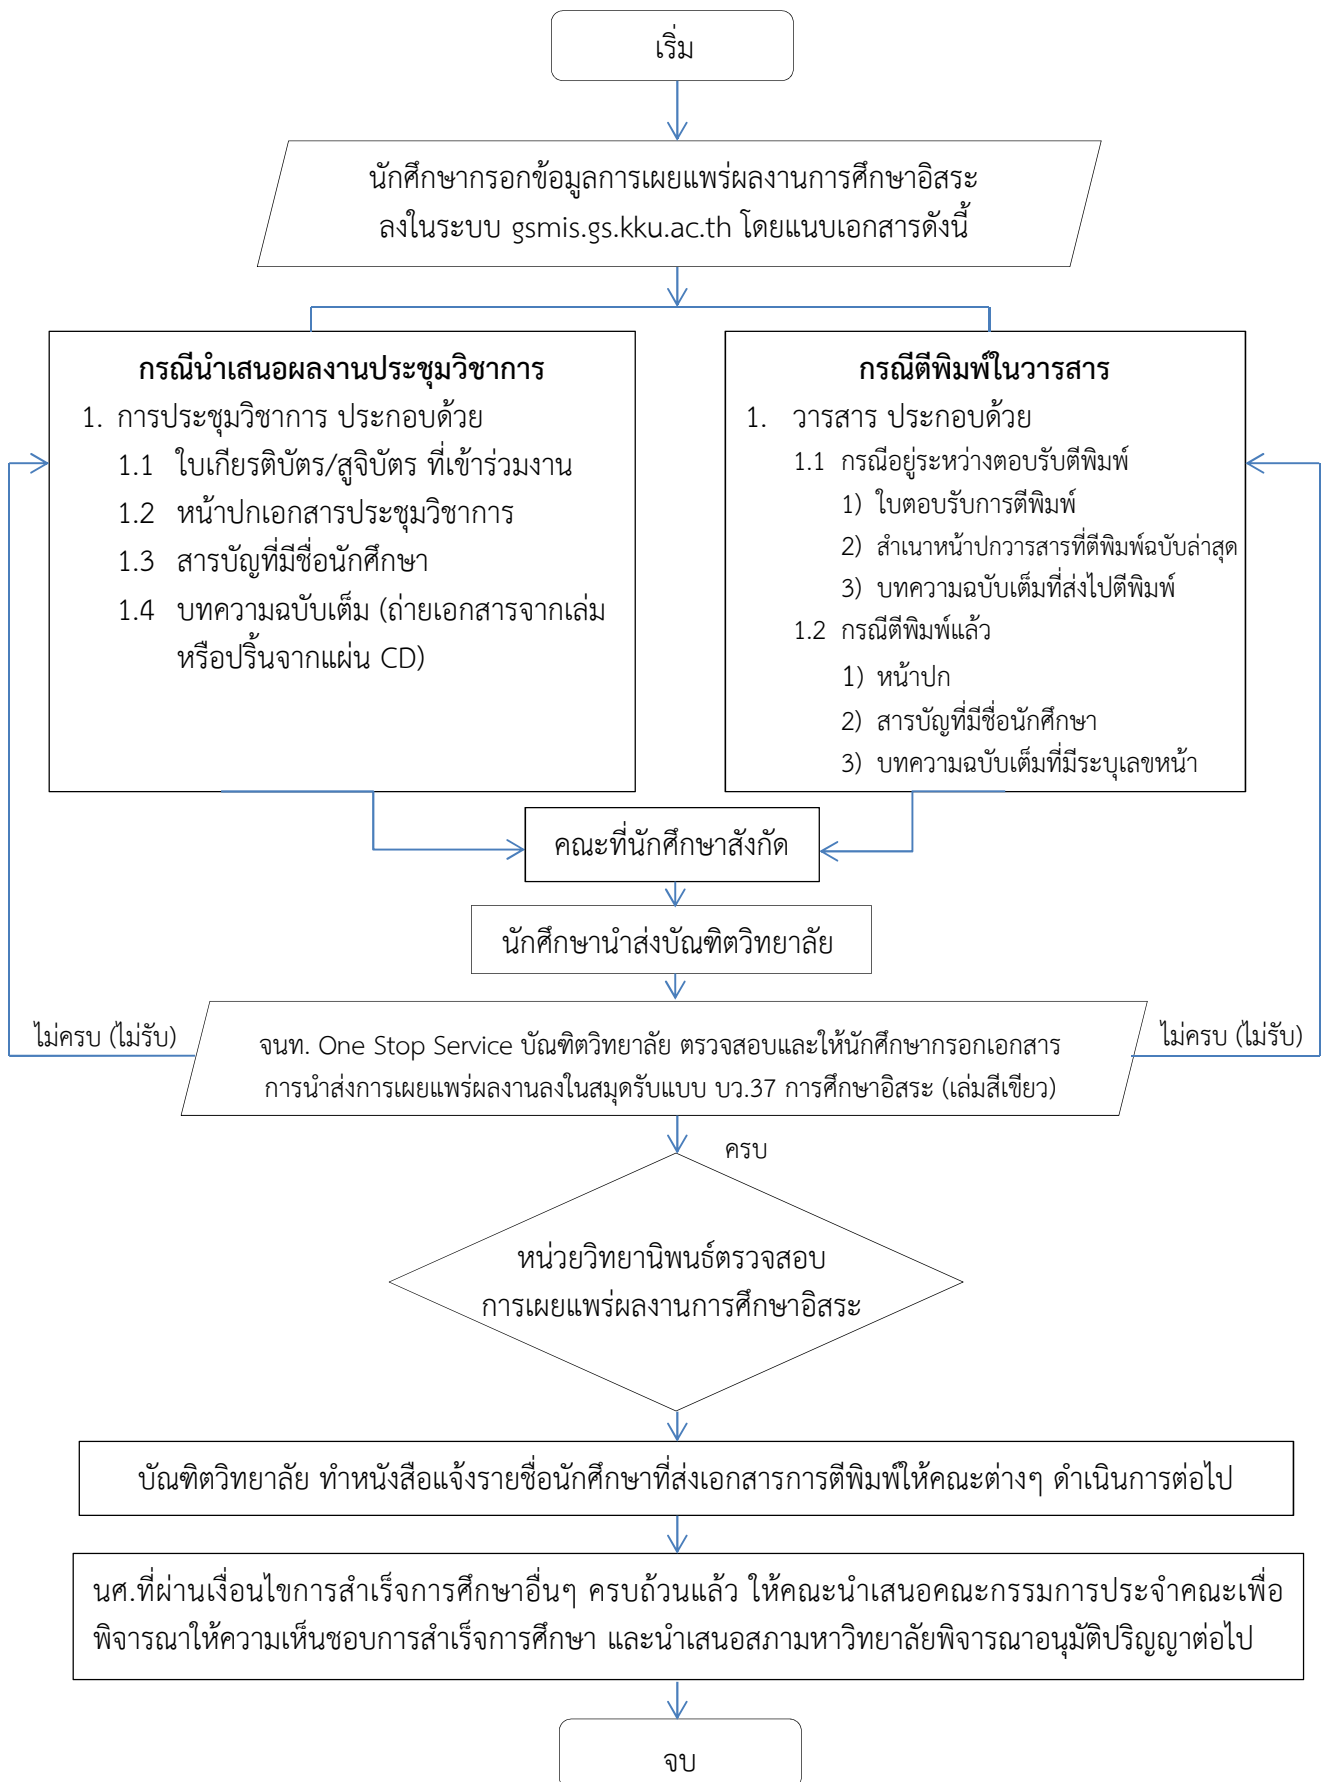 เริ่ม
นักศึกษากรอกข้อมูลการเผยแพร่ผลงานการศึกษาอิสระ
ลงในระบบ gsmis.gs.kku.ac.th โดยแนบเอกสารดังนี้
กรณีนำเสนอผลงานประชุมวิชาการ
1. การประชุมวิชาการ ประกอบด้วย
1.1 ใบเกียรติบัตร/สูจิบัตร ที่เข้าร่วมงาน
1.2 หน้าปกเอกสารประชุมวิชาการ
1.3 สารบัญที่มีชื่อนักศึกษา
1.4 บทความฉบับเต็ม (ถ่ายเอกสารจากเล่ม
หรือปริ้นจากแผ่น CD)
กรณีตีพิมพ์ในวารสาร
1. วารสาร ประกอบด้วย
1.1 กรณีอยู่ระหว่างตอบรับตีพิมพ์
1) ใบตอบรับการตีพิมพ์
2) สำเนาหน้าปกวารสารที่ตีพิมพ์ฉบับล่าสุด
3) บทความฉบับเต็มที่ส่งไปตีพิมพ์
1.2 กรณีตีพิมพ์แล้ว
1) หน้าปก
2) สารบัญที่มีชื่อนักศึกษา
3) บทความฉบับเต็มที่มีระบุเลขหน้า
คณะที่นักศึกษาสังกัด
นักศึกษานำส่งบัณฑิตวิทยาลัย
ไม่ครบ (ไม่รับ)
ไม่ครบ (ไม่รับ)
จนท. One Stop Service บัณฑิตวิทยาลัย ตรวจสอบและให้นักศึกษากรอกเอกสาร
การนำส่งการเผยแพร่ผลงานลงในสมุดรับแบบ บว.37 การศึกษาอิสระ (เล่มสีเขียว)
ครบ
หน่วยวิทยานิพนธ์ตรวจสอบ
การเผยแพร่ผลงานการศึกษาอิสระ
บัณฑิตวิทยาลัย ทำหนังสือแจ้งรายชื่อนักศึกษาที่ส่งเอกสารการตีพิมพ์ให้คณะต่างๆ ดำเนินการต่อไป
นศ.ที่ผ่านเงื่อนไขการสำเร็จการศึกษาอื่นๆ ครบถ้วนแล้ว ให้คณะนำเสนอคณะกรรมการประจำคณะเพื่อ
พิจารณาให้ความเห็นชอบการสำเร็จการศึกษา และนำเสนอสภามหาวิทยาลัยพิจารณาอนุมัติปริญญาต่อไป
จบ